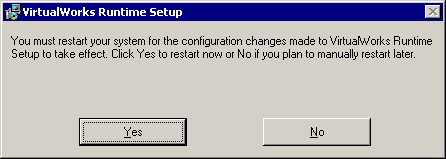 VirtualWorks Runtime Setup
You must restart your system for the configuration changes made to VirtualWorks Runtime
Setup to take effect. Click Yes to restart now or No if you plan to manually restart later.
Yes
No